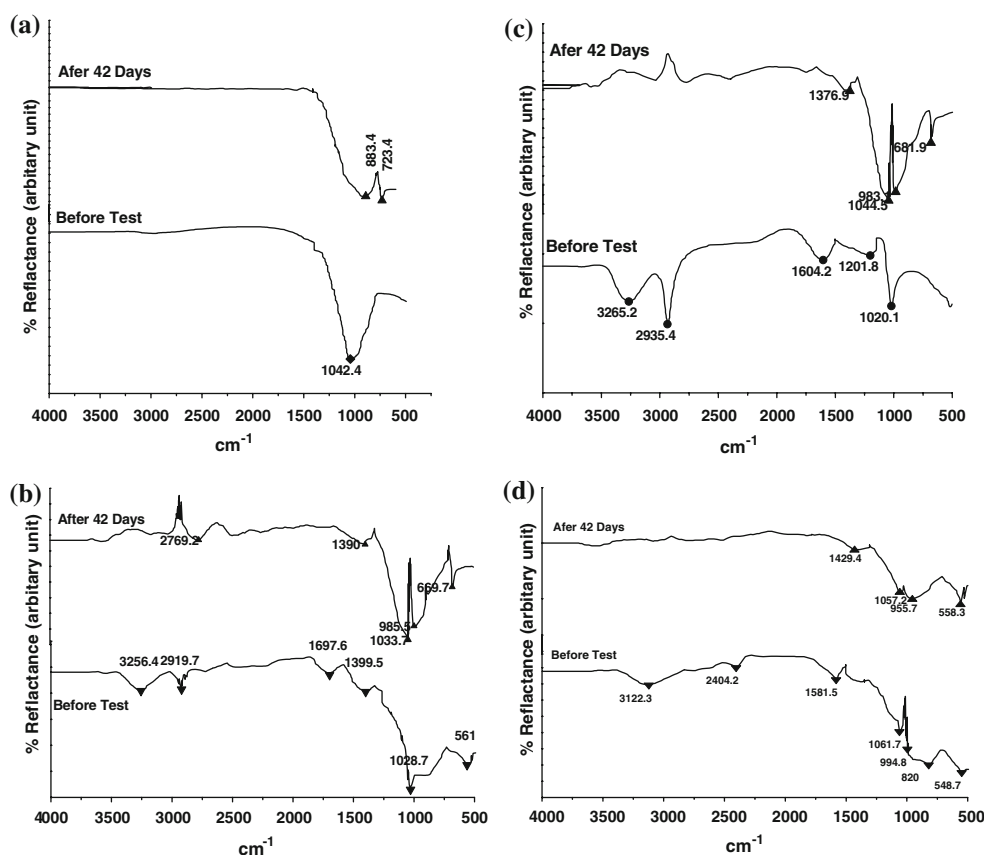 (a)
Afer 42 Days
883.4
723.4
Before Test
1042.4
% Reflactance (arbitary unit)
4000 3500 3000 2500 2000 1500 1000 500
cm-1
(c)
Afer 42 Days
1376.9
681.9
983.
1044.5
Before Test
3265.2
2935.4
1604.2
1201.8
1020.1
% Reflactance (arbitary unit)
4000 3500 3000 2500 2000 1500 1000 500
cm-1
(b)
After 42 Days
2769.2
1390
669.7
985.5
1033.7
3256.4
2919.7
1697.6
1399.5
Before Test
1028.7
561
% Reflactance (arbitary unit)
4000 3500 3000 2500 2000 1500 1000 500
cm-1
(d)
Afer 42 Days
1429.4
1057.2
955.7
558.3
Before Test
3122.3
2404.2
1581.5
1061.7
994.8
820
548.7
% Reflactance (arbitary unit)
4000 3500 3000 2500 2000 1500 1000 500
cm-1